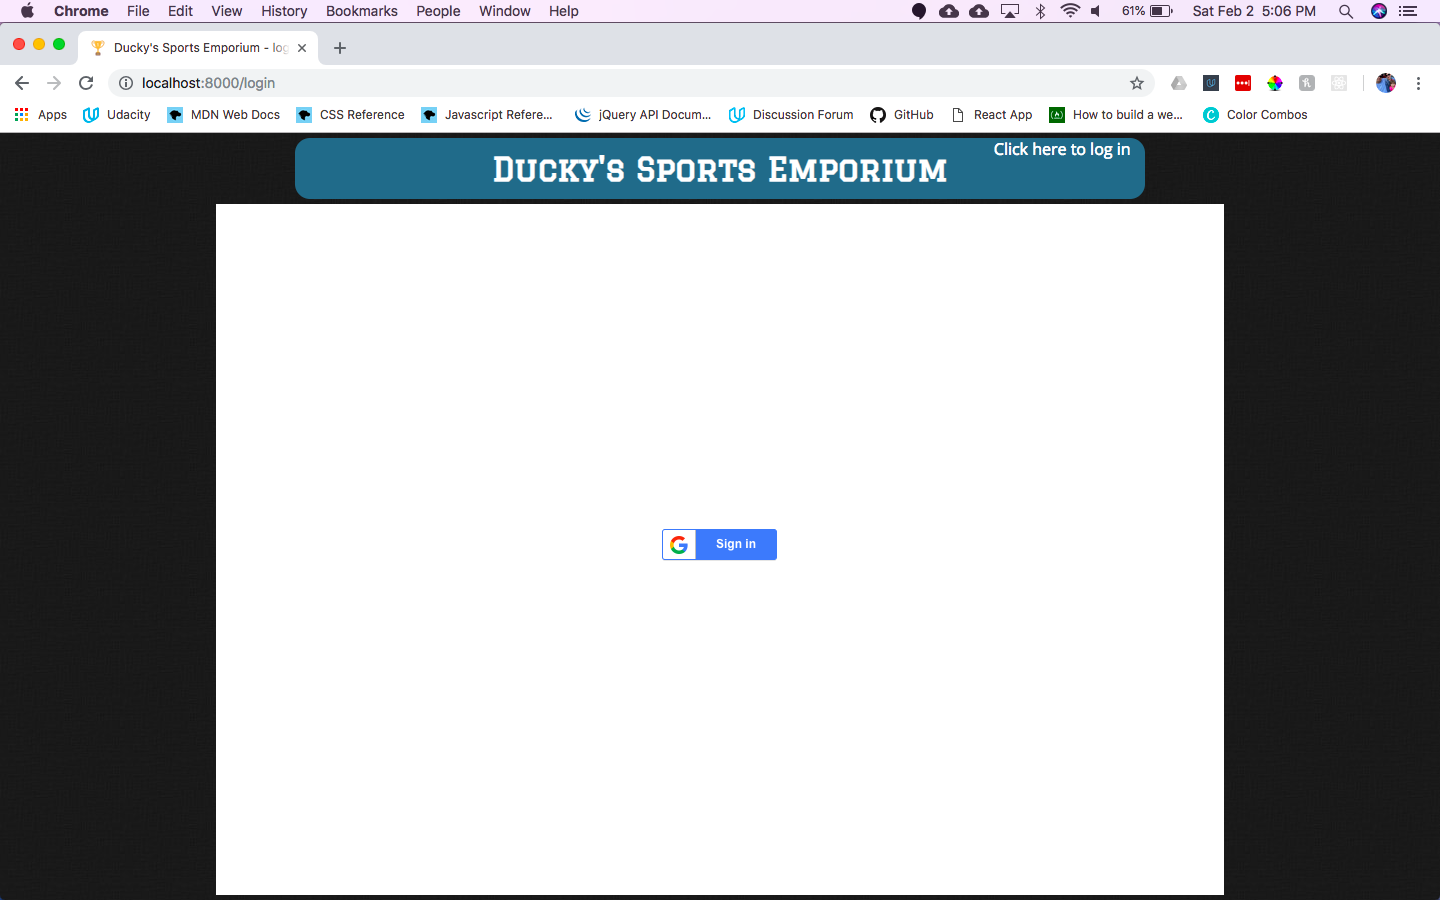 Chrome File Edit View History Bookmarks People Window Help 61% Sat Feb 2 5:06 PM
Ducky's Sports Emporium - log
localhost:8000/login
Apps Udacity MDN Web Docs CSS Reference Javascript Refere... jQuery API Docum... Discussion Forum GitHub React App How to build a we... Color Combos
Click here to log in
Ducky's Sports Emporium
Sign in